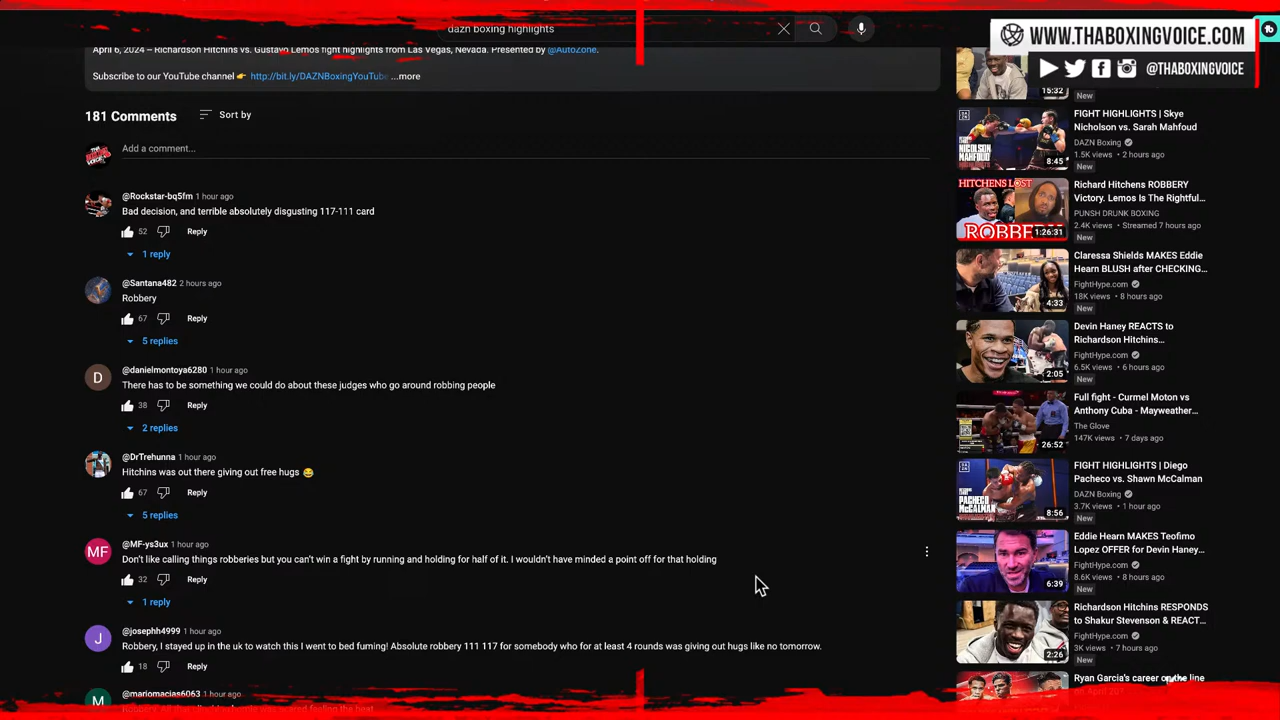 dazn boxing highlights
WWW.THABOXINGVOICE.COM
@THABOXINGVOICE
April 6, 2024 – Richardson Hitchins vs. Gustavo Lemos fight highlights from Las Vegas, Nevada. Presented by @AutoZone.
Subscribe to our YouTube channel 👉 http://bit.ly/DAZNBoxingYouTube ...more
181 Comments
Sort by
Add a comment...
@Rockstar-bq5fm 1 hour ago
Bad decision, and terrible absolutely disgusting 117-111 card
52 Reply
1 reply
@Santana482 2 hours ago
Robbery
67 Reply
5 replies
D
@danielmontoya6280 1 hour ago
There has to be something we could do about these judges who go around robbing people
38 Reply
2 replies
@DrTrehunna 1 hour ago
Hitchins was out there giving out free hugs 😂
67 Reply
5 replies
MF
@MF-ys3ux 1 hour ago
Don't like calling things robberies but you can't win a fight by running and holding for half of it. I wouldn't have minded a point off for that holding
32 Reply
1 reply
J
@josephh4999 1 hour ago
Robbery, I stayed up in the uk to watch this I went to bed fuming! Absolute robbery 111 117 for somebody who for at least 4 rounds was giving out hugs like no tomorrow.
18 Reply
M
@mariomacias6063 1 hour ago
15:32
New
FIGHT HIGHLIGHTS | Skye
Nicholson vs. Sarah Mahfoud
DAZN Boxing
1.5K views • 2 hours ago
New
NICOLSON
MAHFOUD
8:45
Richard Hitchens ROBBERY
Victory. Lemos Is The Rightful...
PUNSH DRUNK BOXING
2.4K views • Streamed 7 hours ago
New
HITCHENS LOST
ROBBERY
1:26:31
Claressa Shields MAKES Eddie
Hearn BLUSH after CHECKING...
FightHype.com
18K views • 8 hours ago
New
4:33
Devin Haney REACTS to
Richardson Hitchins...
FightHype.com
6.5K views • 6 hours ago
New
2:05
Full fight - Curmel Moton vs
Anthony Cuba - Mayweather...
The Glove
147K views • 7 days ago
26:52
FIGHT HIGHLIGHTS | Diego
Pacheco vs. Shawn McCalman
DAZN Boxing
3.7K views • 1 hour ago
New
PACHECO
MCCALMAN
8:56
Eddie Hearn MAKES Teofimo
Lopez OFFER for Devin Haney...
FightHype.com
8.6K views • 8 hours ago
New
6:39
Richardson Hitchins RESPONDS
to Shakur Stevenson & REACT...
FightHype.com
3K views • 7 hours ago
New
2:26
Ryan Garcia's career on the line
on April 20?